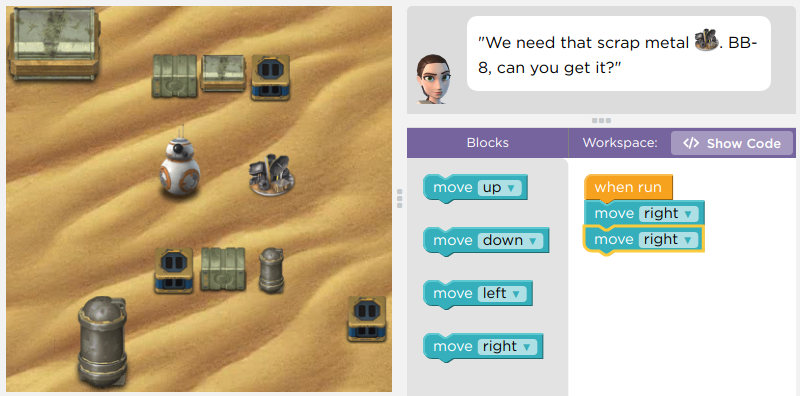 "We need that scrap metal . BB-
8, can you get it?"
Blocks
Workspace:
</> Show Code
move up ▼
move down ▼
move left ▼
move right ▼
when run
move right ▼
move right ▼